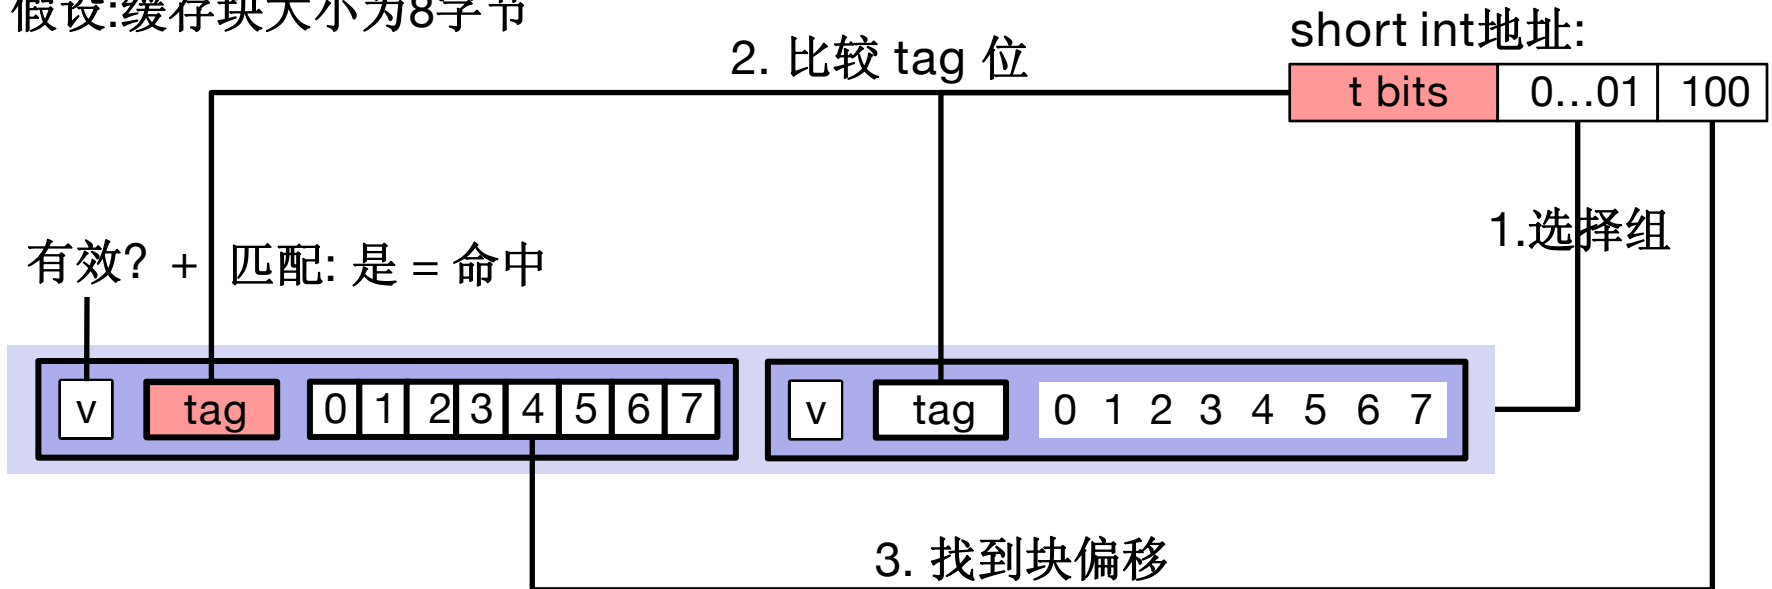 假设:缓存块大小为8字节
short int地址:
2. 比较 tag 位
t bits 0...01 100
1.选择组
有效? + 匹配: 是 = 命中
v tag 0 1 2 3 4 5 6 7 v tag 0 1 2 3 4 5 6 7
3. 找到块偏移